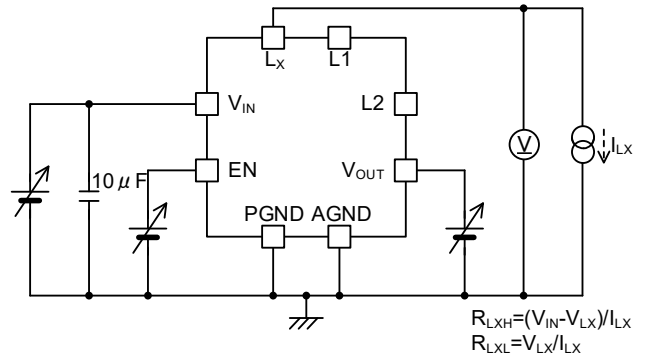 LX L1
VIN L2
V ILX
EN VOUT
10μF
PGND AGND
RLXH=(VIN-VLX)/ILX
RLXL=VLX/ILX